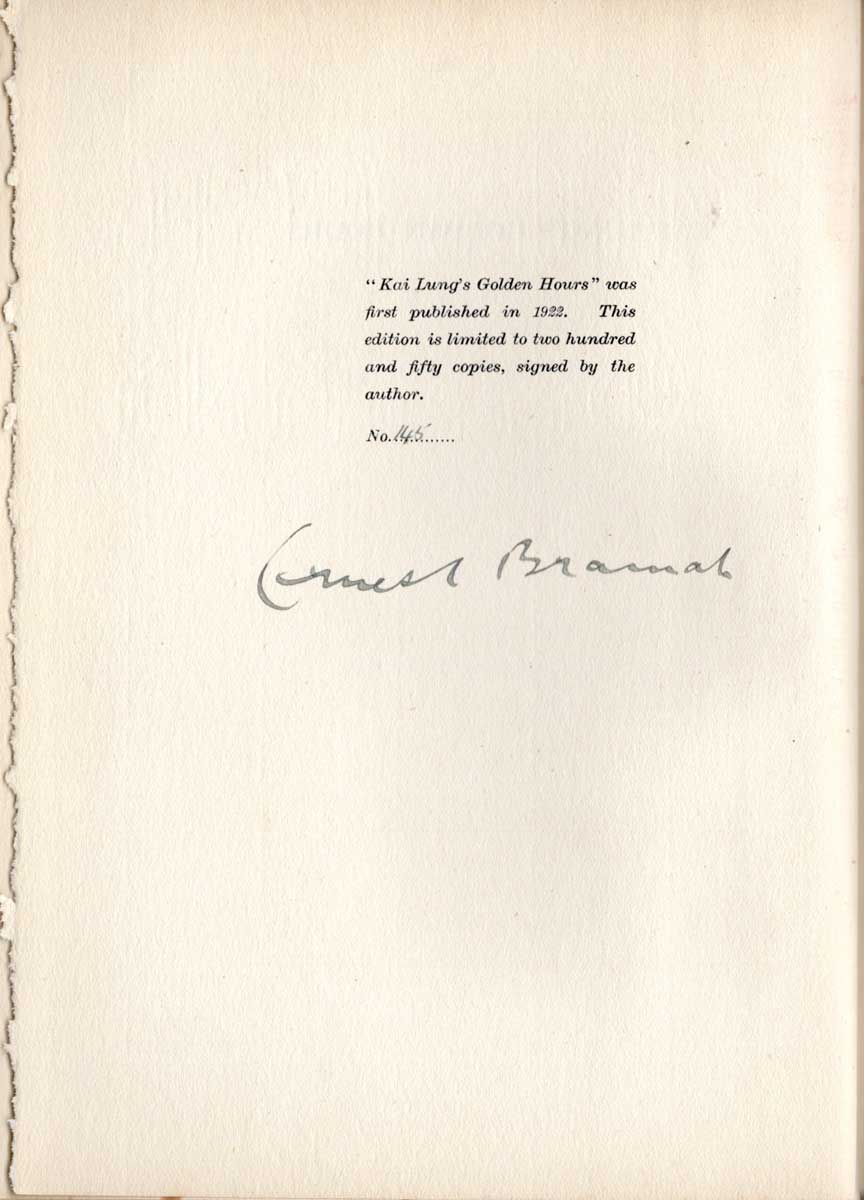 “Kai Lung's Golden Hours” was
first published in 1922. This
edition is limited to two hundred
and fifty copies, signed by the
author.
No. 145
Ernest Bramah